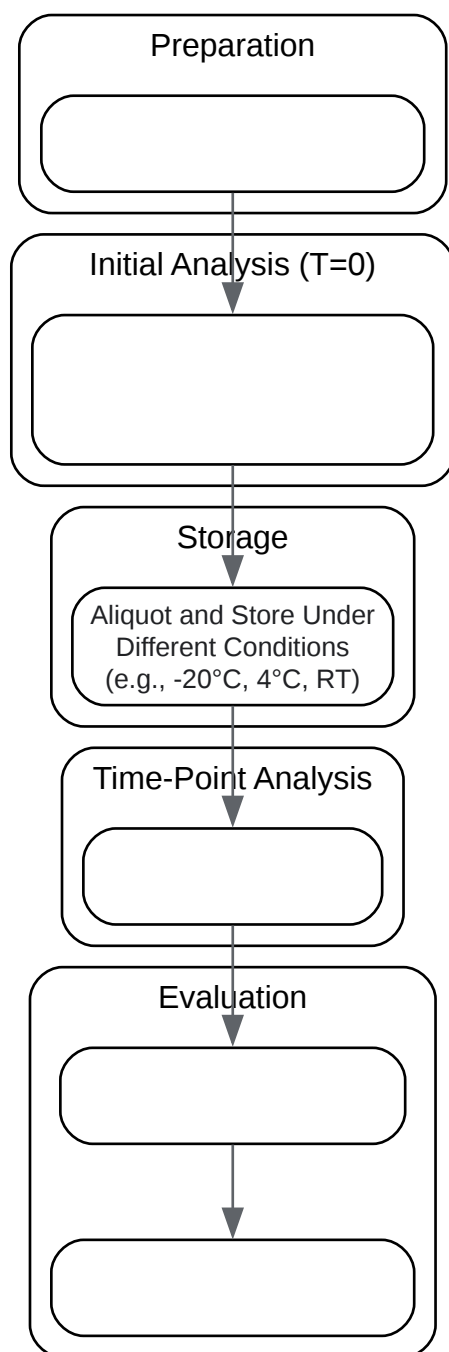 Preparation
Initial Analysis (T=0)
Storage
Aliquot and Store Under
Different Conditions
(e.g., -20°C, 4°C, RT)
Time-Point Analysis
Evaluation